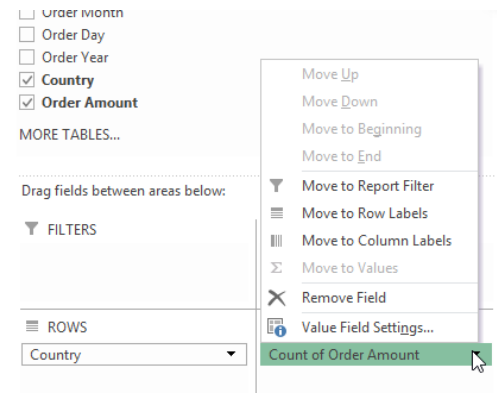 Order Month
Order Day
Order Year
Country
Order Amount
MORE TABLES...
Drag fields between areas below:
FILTERS
ROWS
Country
Move Up
Move Down
Move to Beginning
Move to End
Move to Report Filter
Move to Row Labels
Move to Column Labels
Move to Values
Remove Field
Value Field Settings...
Count of Order Amount